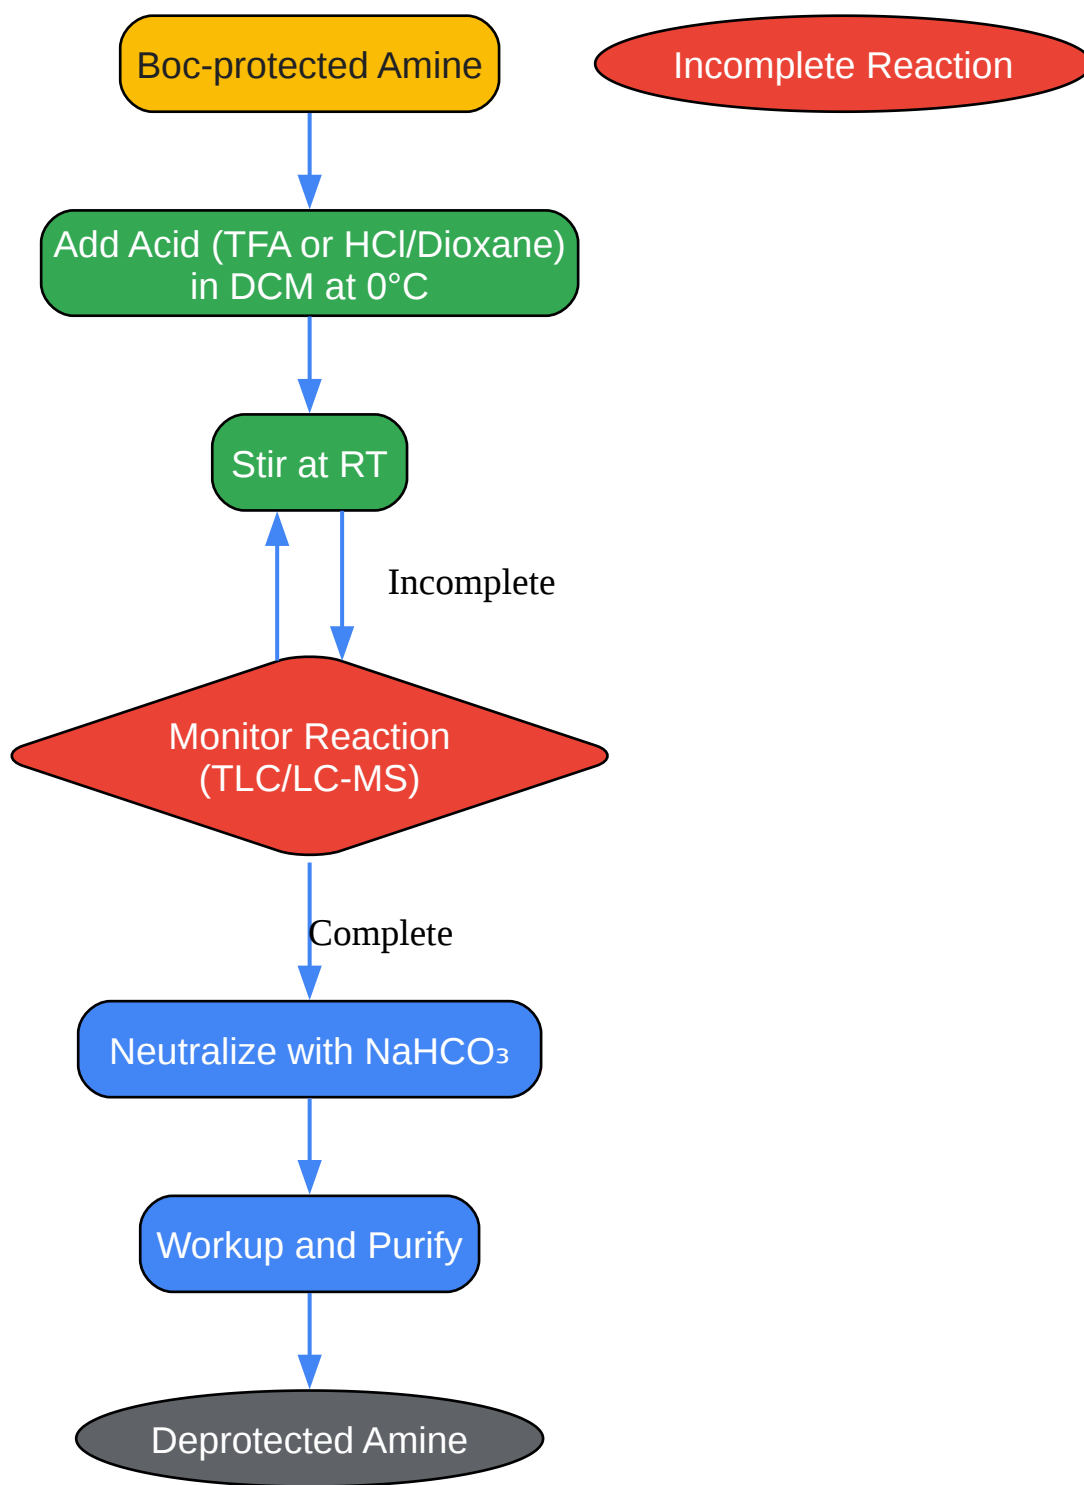 Boc-protected Amine
Incomplete Reaction
Add Acid (TFA or HCl/Dioxane)
in DCM at 0°C
Stir at RT
Incomplete
Monitor Reaction
(TLC/LC-MS)
Complete
Neutralize with NaHCO₃
Workup and Purify
Deprotected Amine